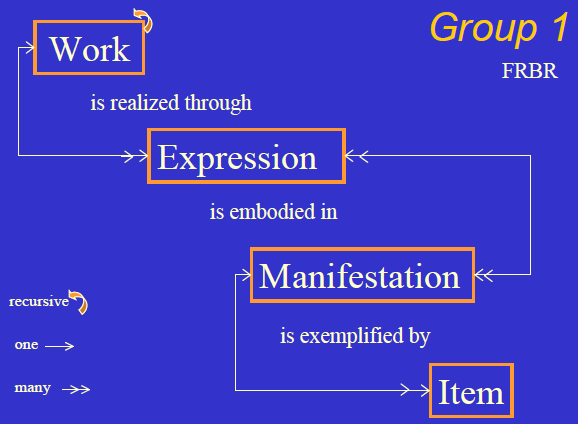 Group 1
FRBR
Work
is realized through
Expression
is embodied in
Manifestation
is exemplified by
Item
recursive
one
many